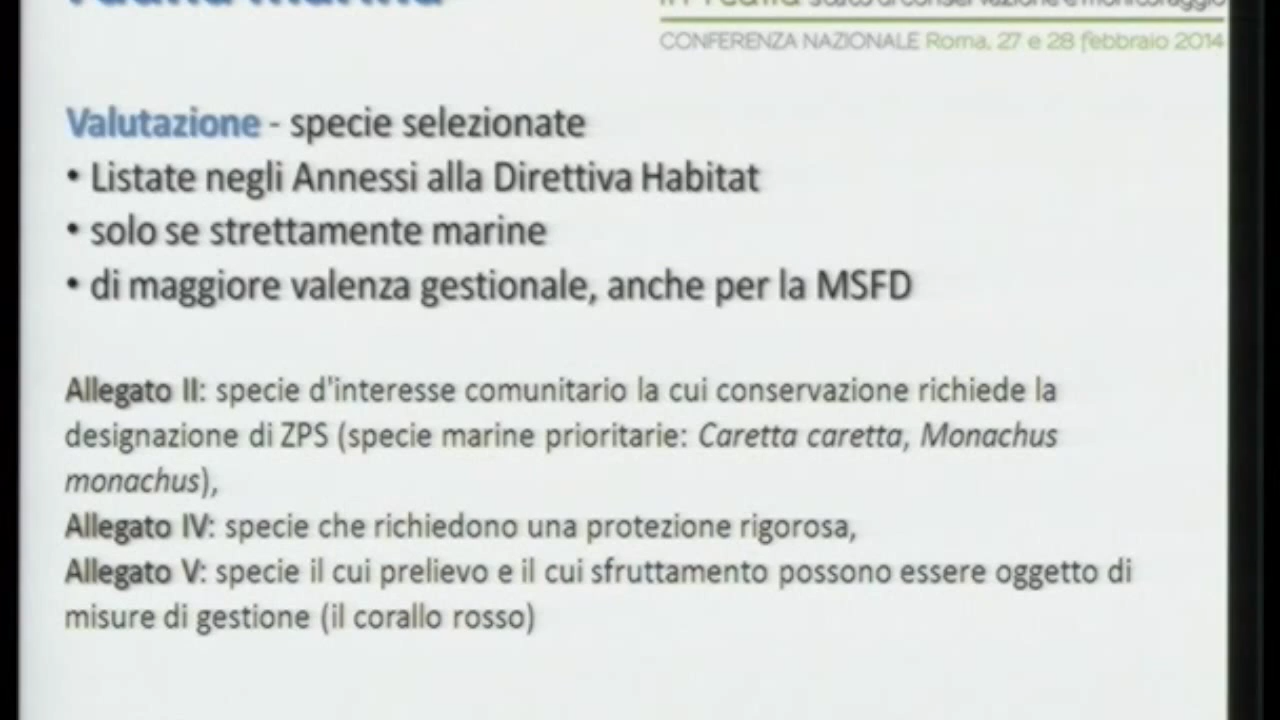 CONFERENZA NAZIONALE Roma, 27 e 28 febbraio 2014
Valutazione - specie selezionate
• Listate negli Annessi alla Direttiva Habitat
• solo se strettamente marine
• di maggiore valenza gestionale, anche per la MSFD
Allegato II: specie d'interesse comunitario la cui conservazione richiede la
designazione di ZPS (specie marine prioritarie: Caretta caretta, Monachus
monachus),
Allegato IV: specie che richiedono una protezione rigorosa,
Allegato V: specie il cui prelievo e il cui sfruttamento possono essere oggetto di
misure di gestione (il corallo rosso)